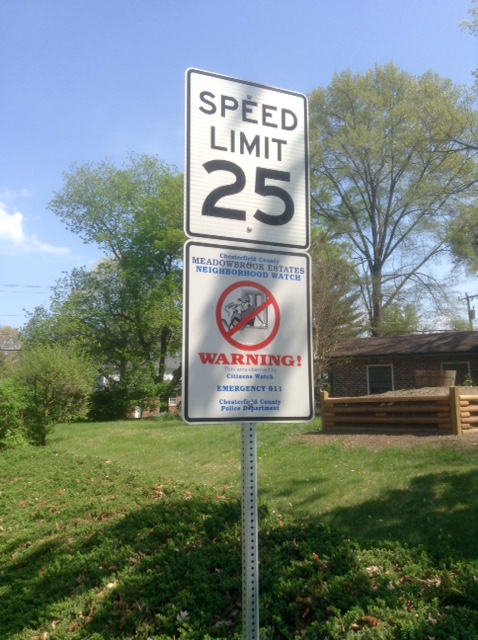 SPEED
LIMIT
25
Chesterfield County
MEADOWBROOK ESTATES
NEIGHBORHOOD WATCH
WARNING!
This area observed by
Citizens Watch
EMERGENCY 911
Chesterfield County
Police Department